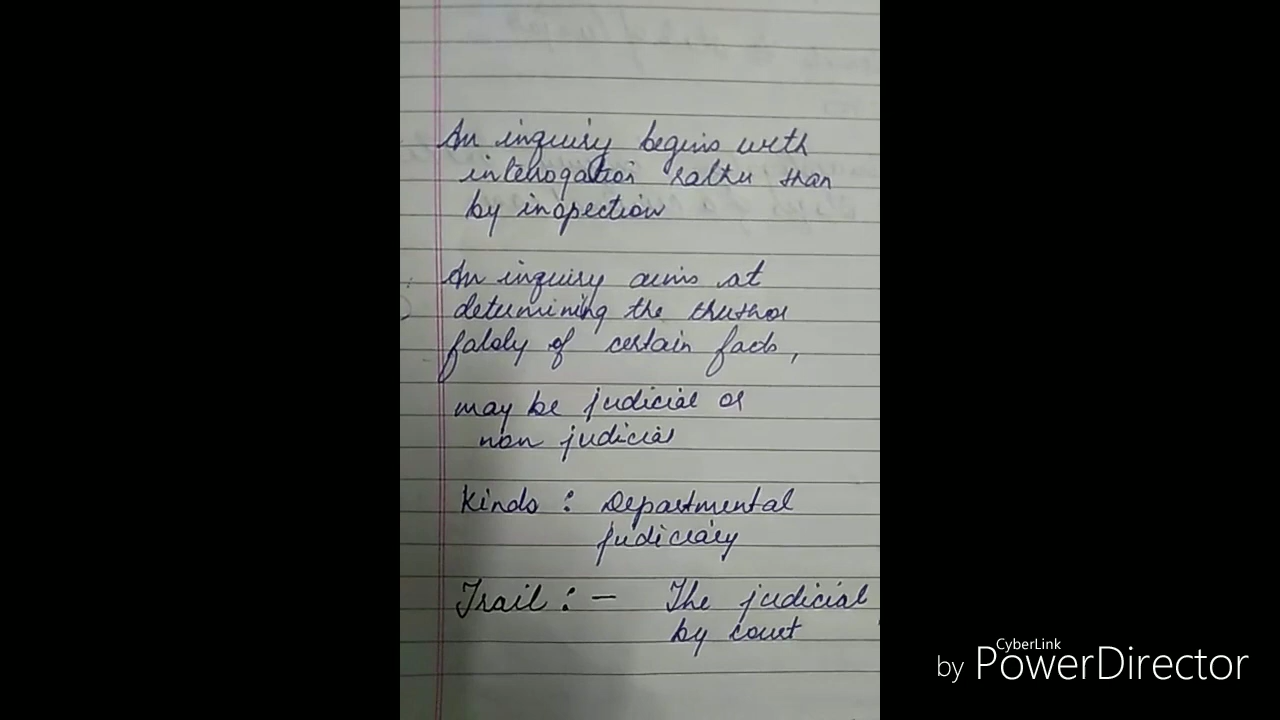 An inquiry begins with
interrogation rather than
by inspection
An inquiry aims at
determining the truth or
falsly of certain facts,
may be judicial or
non judicial
Kinds : Departmental
judiciary
Trail : — The judicial
by court
CyberLink
by PowerDirector